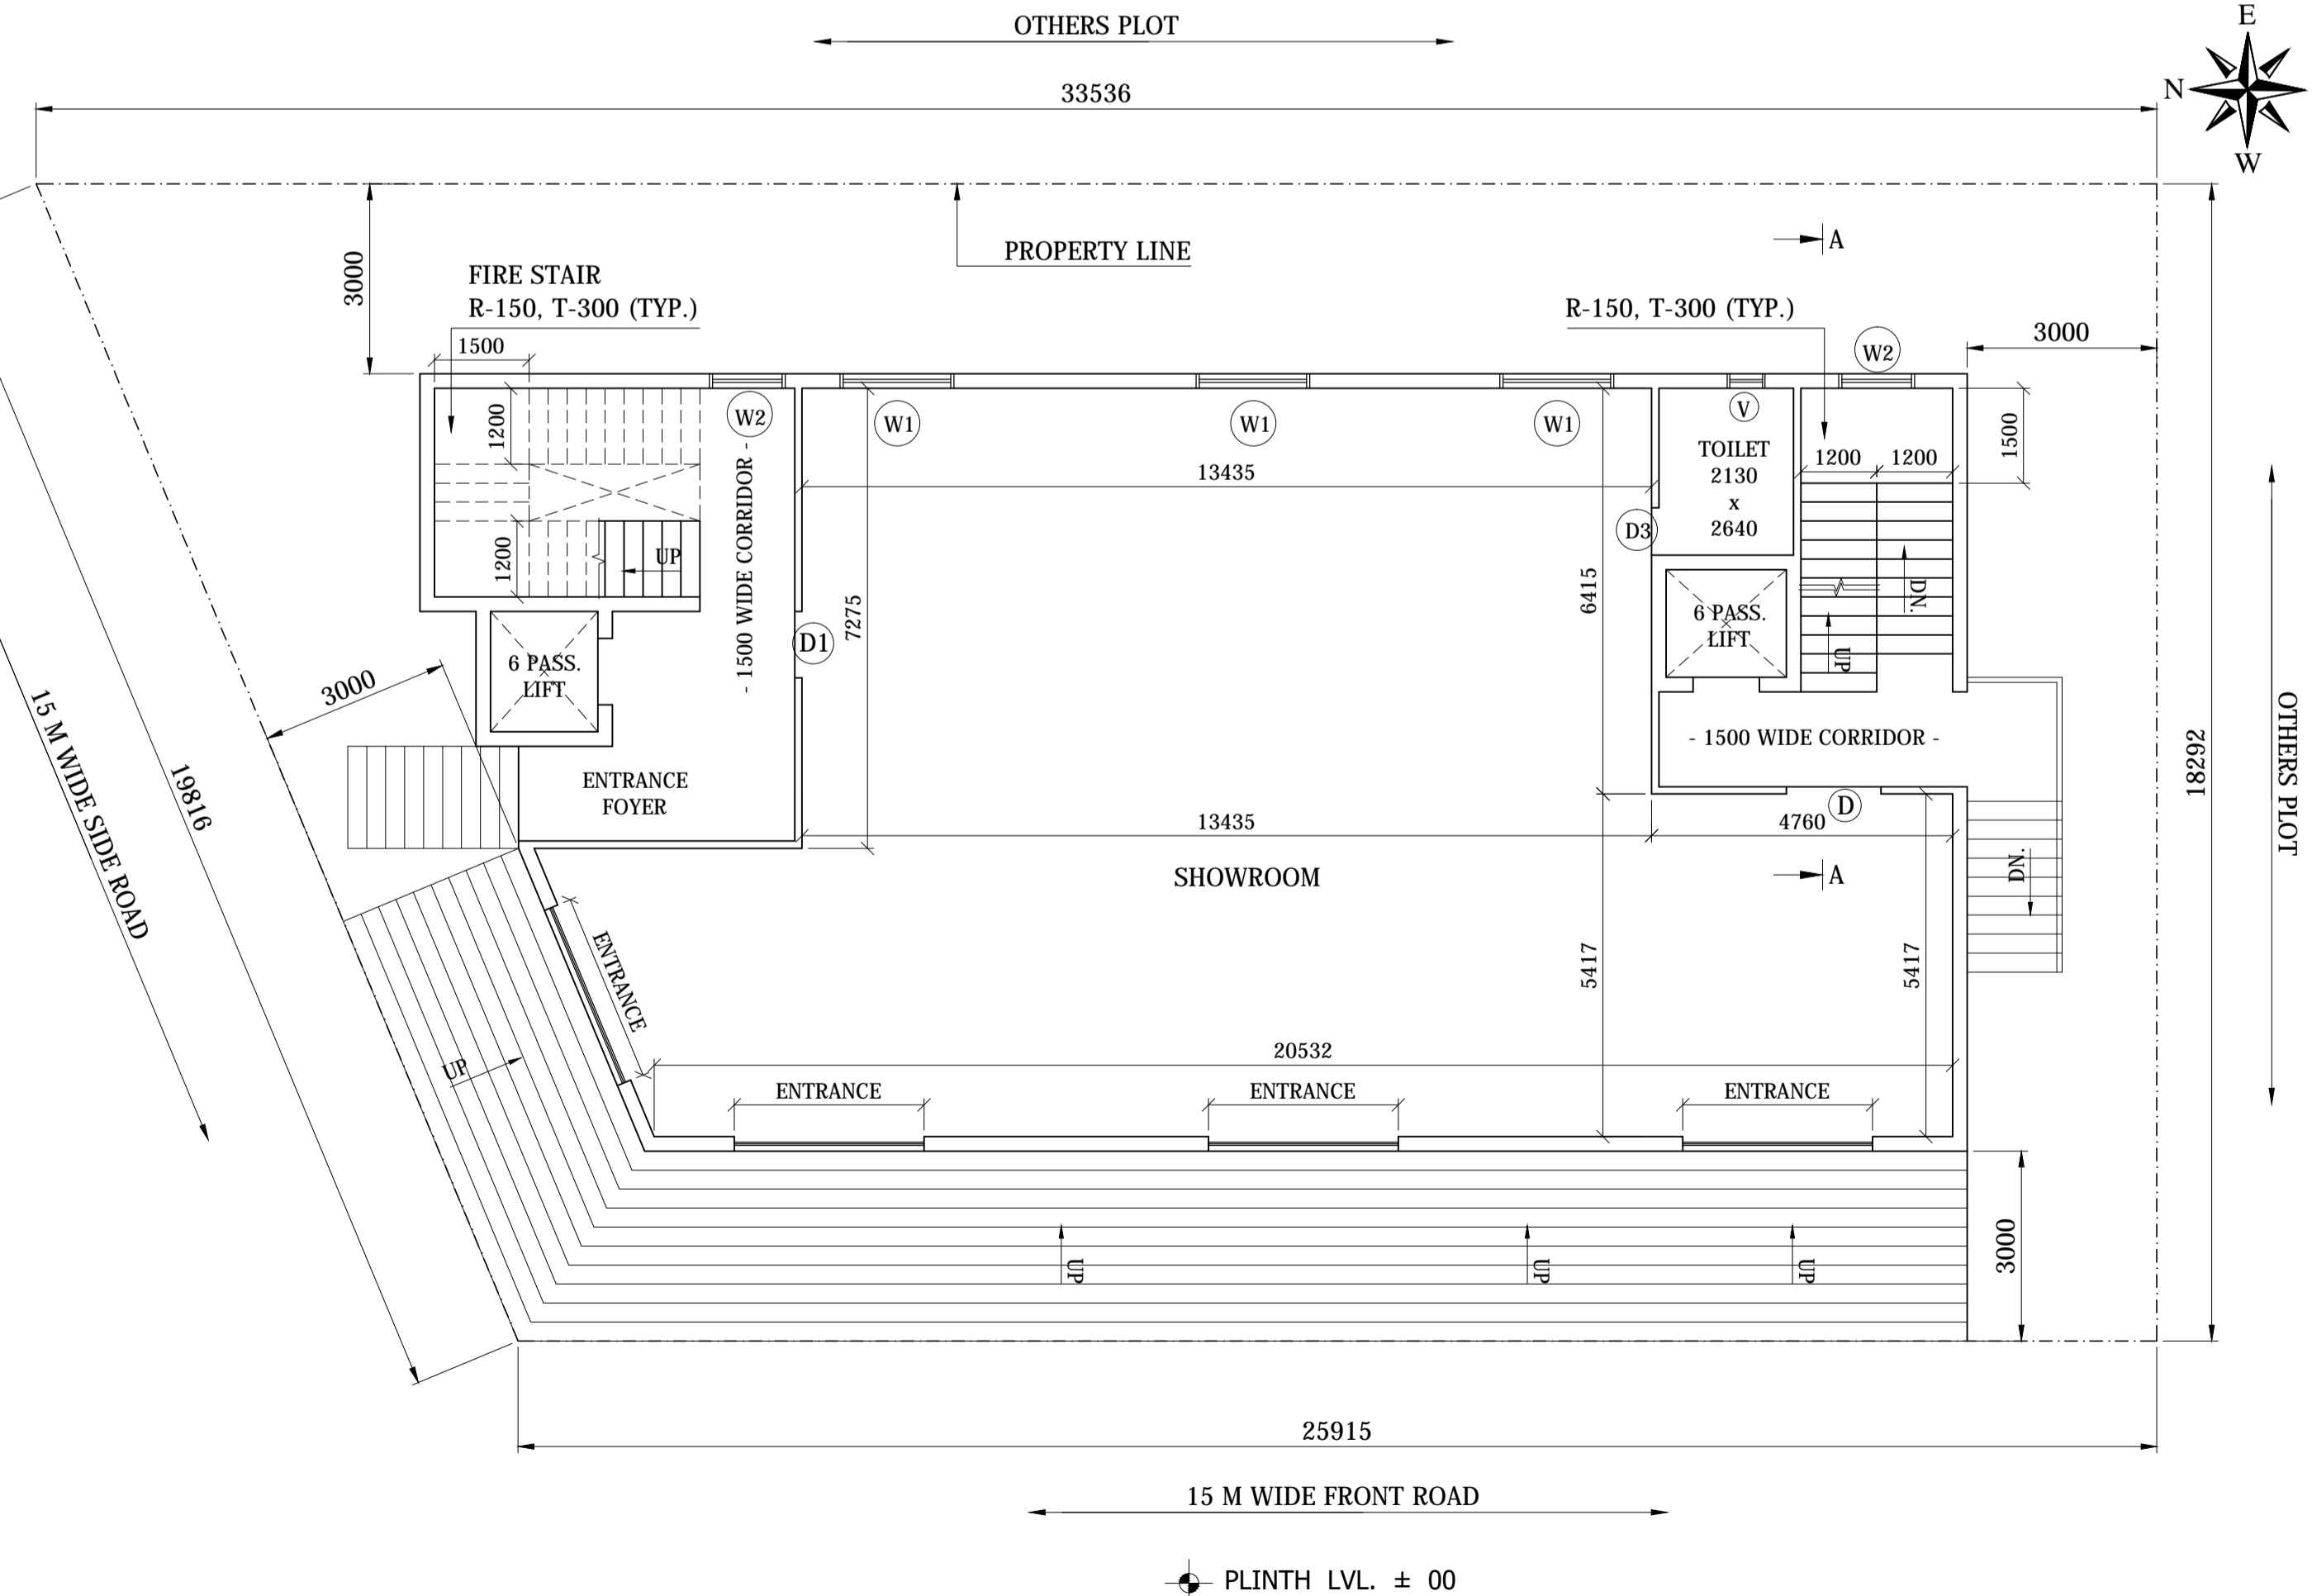 OTHERS PLOT
E
N
W
33536
PROPERTY LINE
A
3000
FIRE STAIR
R-150, T-300 (TYP.)
R-150, T-300 (TYP.)
3000
1500
W2
1200
W2
W1
W1
W1
1500
- 1500 WIDE CORRIDOR -
13435
TOILET
2130
x
2640
V
1200
1200
D3
1200
UP
DN.
7275
6415
6 PASS.
LIFT
UP
D1
6 PASS.
LIFT
3000
- 1500 WIDE CORRIDOR -
15 M WIDE SIDE ROAD
19816
ENTRANCE
FOYER
D
13435
4760
SHOWROOM
A
DN.
18292
OTHERS PLOT
ENTRANCE
5417
5417
UP
20532
ENTRANCE
ENTRANCE
ENTRANCE
UP
UP
UP
3000
25915
15 M WIDE FRONT ROAD
PLINTH LVL. ± 00